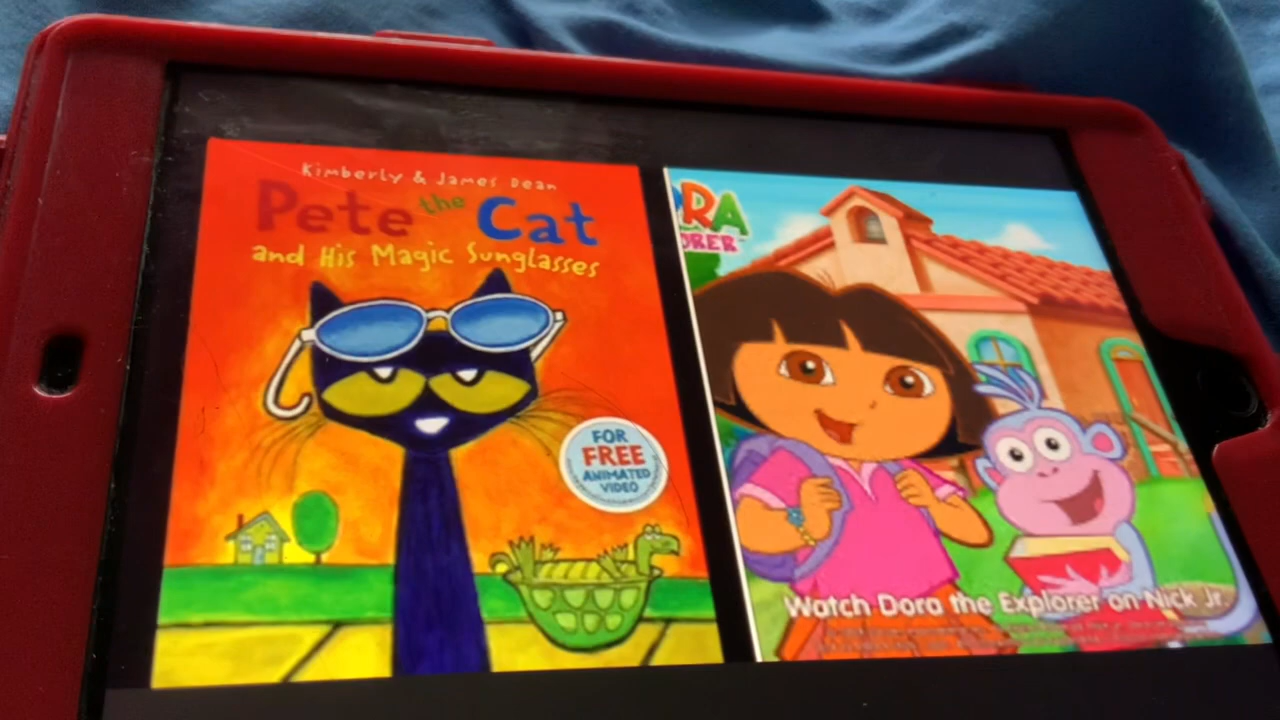 Kimberly & James Dean
Pete the Cat
and His Magic Sunglasses
FOR
FREE
ANIMATED
VIDEO
RA
ORER
Watch Dora the Explorer on Nick Jr.